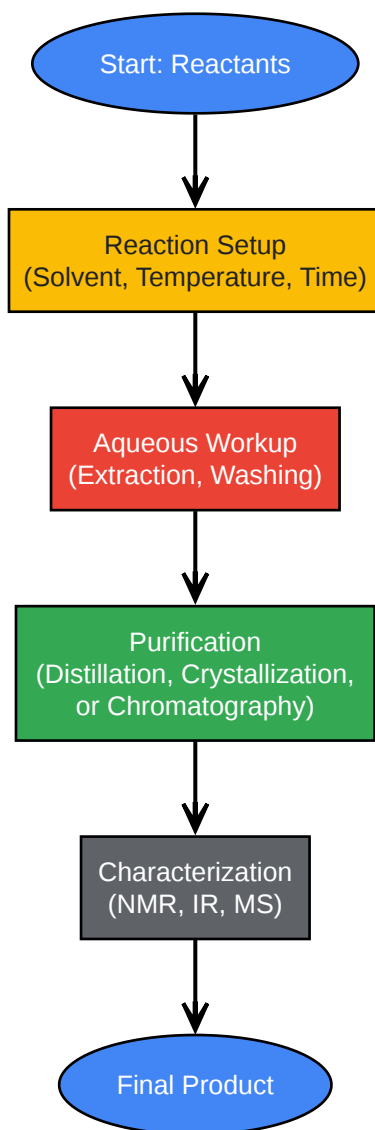 Start: Reactants
Reaction Setup
(Solvent, Temperature, Time)
Aqueous Workup
(Extraction, Washing)
Purification
(Distillation, Crystallization,
or Chromatography)
Characterization
(NMR, IR, MS)
Final Product